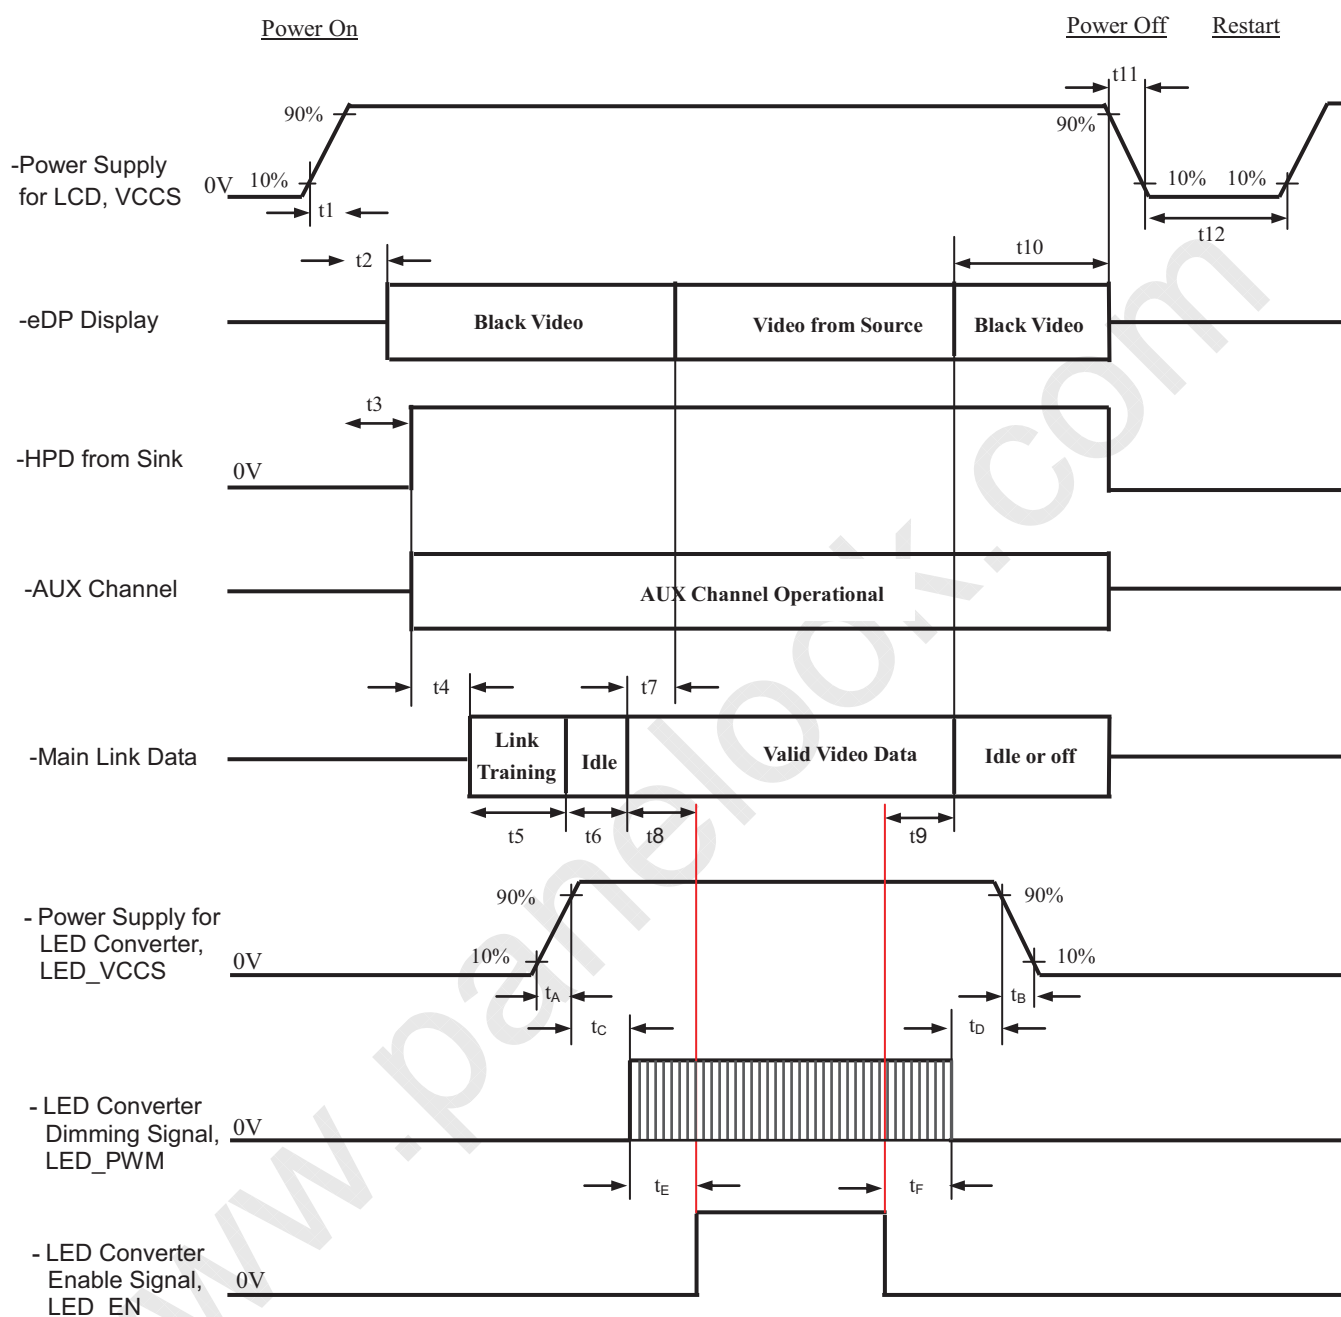 Power On
Power Off
Restart
t11
90%
90%
-Power Supply
for LCD, VCCS
0V
10%
10%
10%
t1
t12
t2
t10
-eDP Display
Black Video
Video from Source
Black Video
t3
-HPD from Sink
0V
-AUX Channel
AUX Channel Operational
t4
t7
-Main Link Data
Link
Training
Idle
Valid Video Data
Idle or off
t5
t6
t8
t9
90%
90%
- Power Supply for
LED Converter,
LED_VCCS
0V
10%
10%
tA
tB
tC
tD
- LED Converter
Dimming Signal,
LED_PWM
0V
tE
tF
- LED Converter
Enable Signal,
LED_EN
0V
www.panelook.com